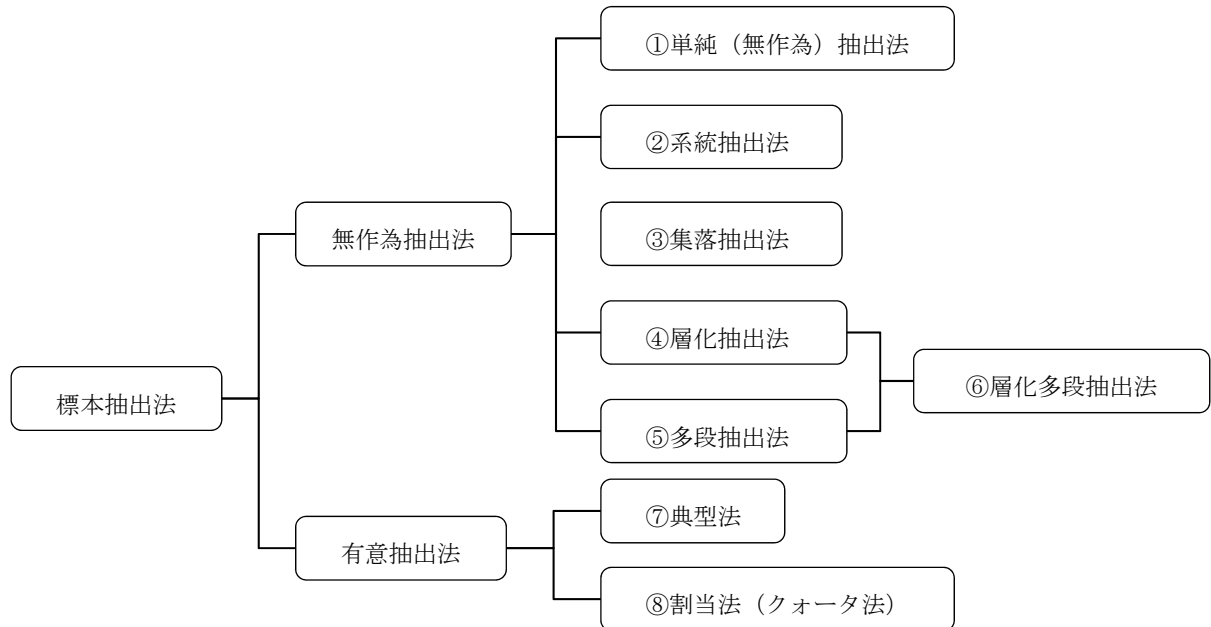 ①単純（無作為）抽出法
②系統抽出法
無作為抽出法
③集落抽出法
④層化抽出法
標本抽出法
⑥層化多段抽出法
⑤多段抽出法
⑦典型法
有意抽出法
⑧割当法（クォータ法）